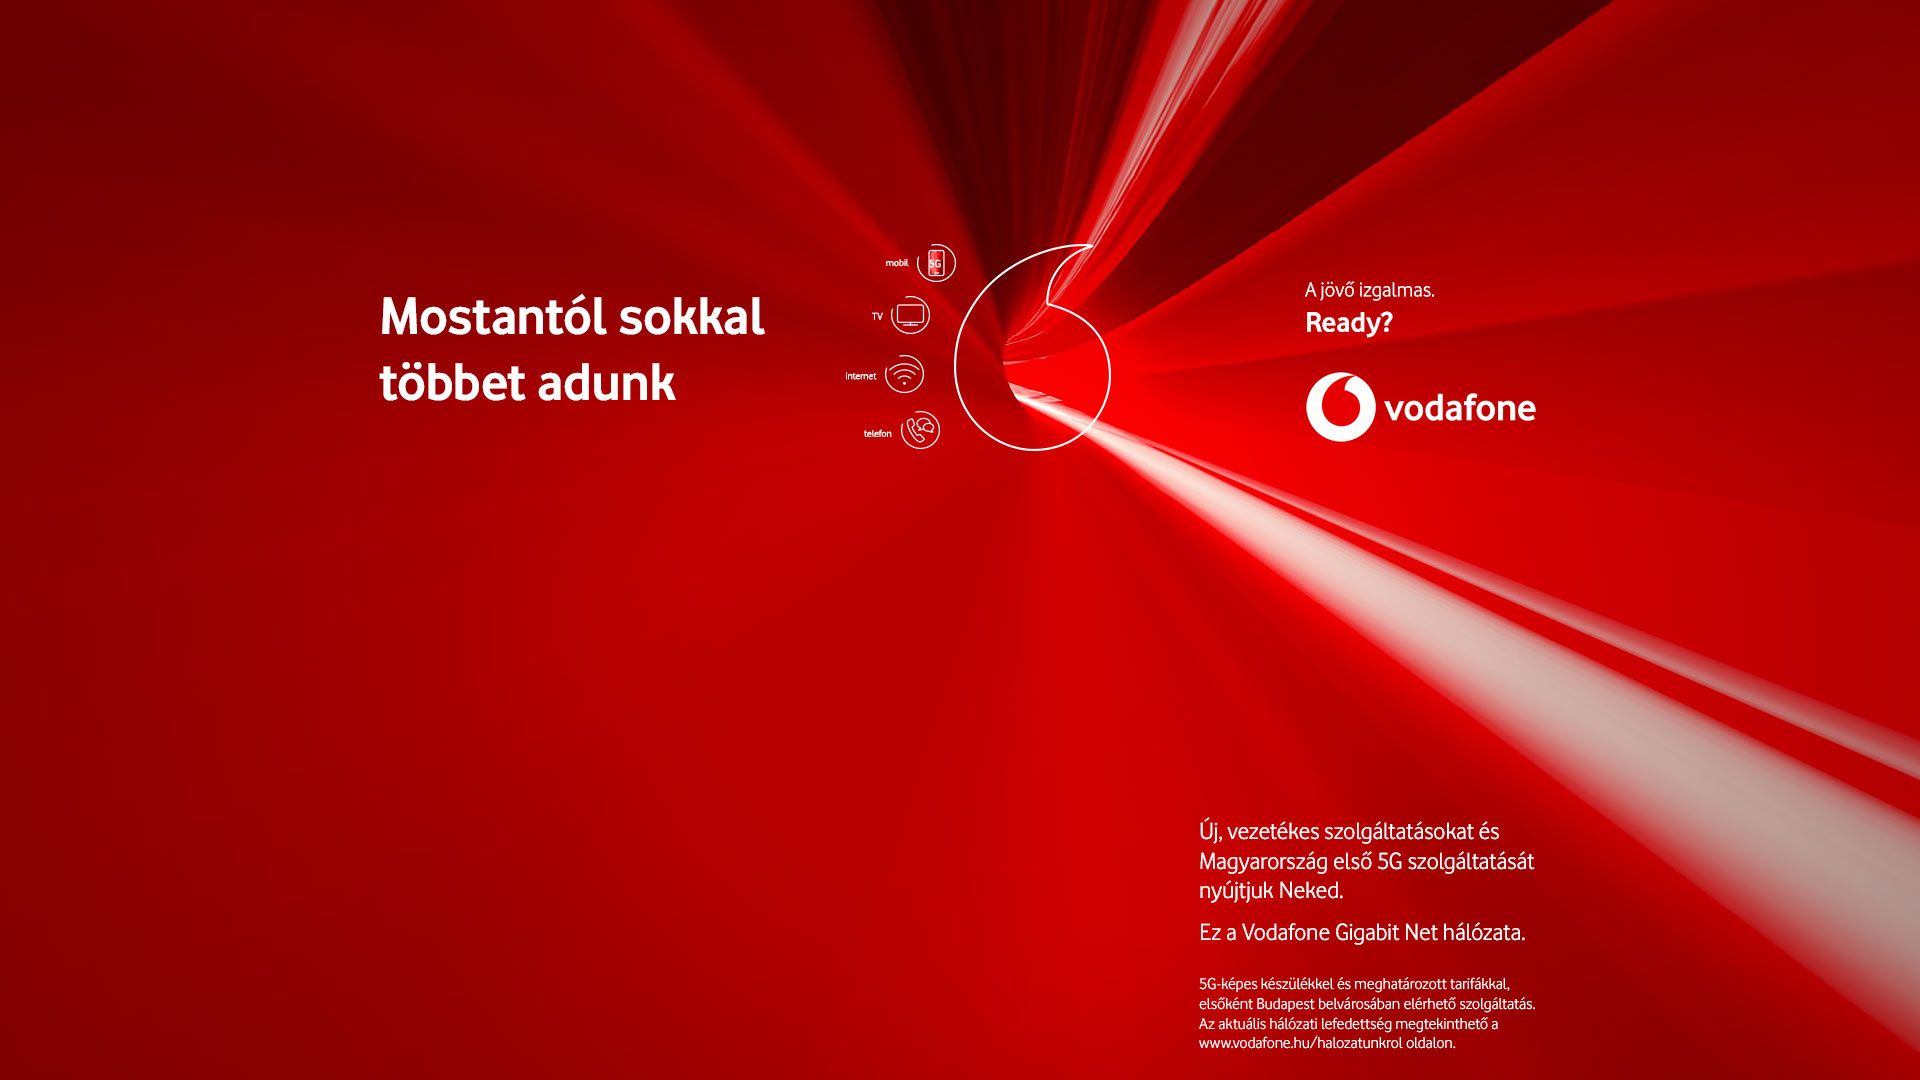 Mostantól sokkal
többet adunk
mobil
5G
TV
internet
telefon
A jövő izgalmas.
Ready?
vodafone
Új, vezetékes szolgáltatásokat és
Magyarország első 5G szolgáltatását
nyújtjuk Neked.
Ez a Vodafone Gigabit Net hálózata.
5G-képes készülékkel és meghatározott tarifákkal,
elsőként Budapest belvárosában elérhető szolgáltatás.
Az aktuális hálózati lefedettség megtekinthető a
www.vodafone.hu/halozatunkrol oldalon.